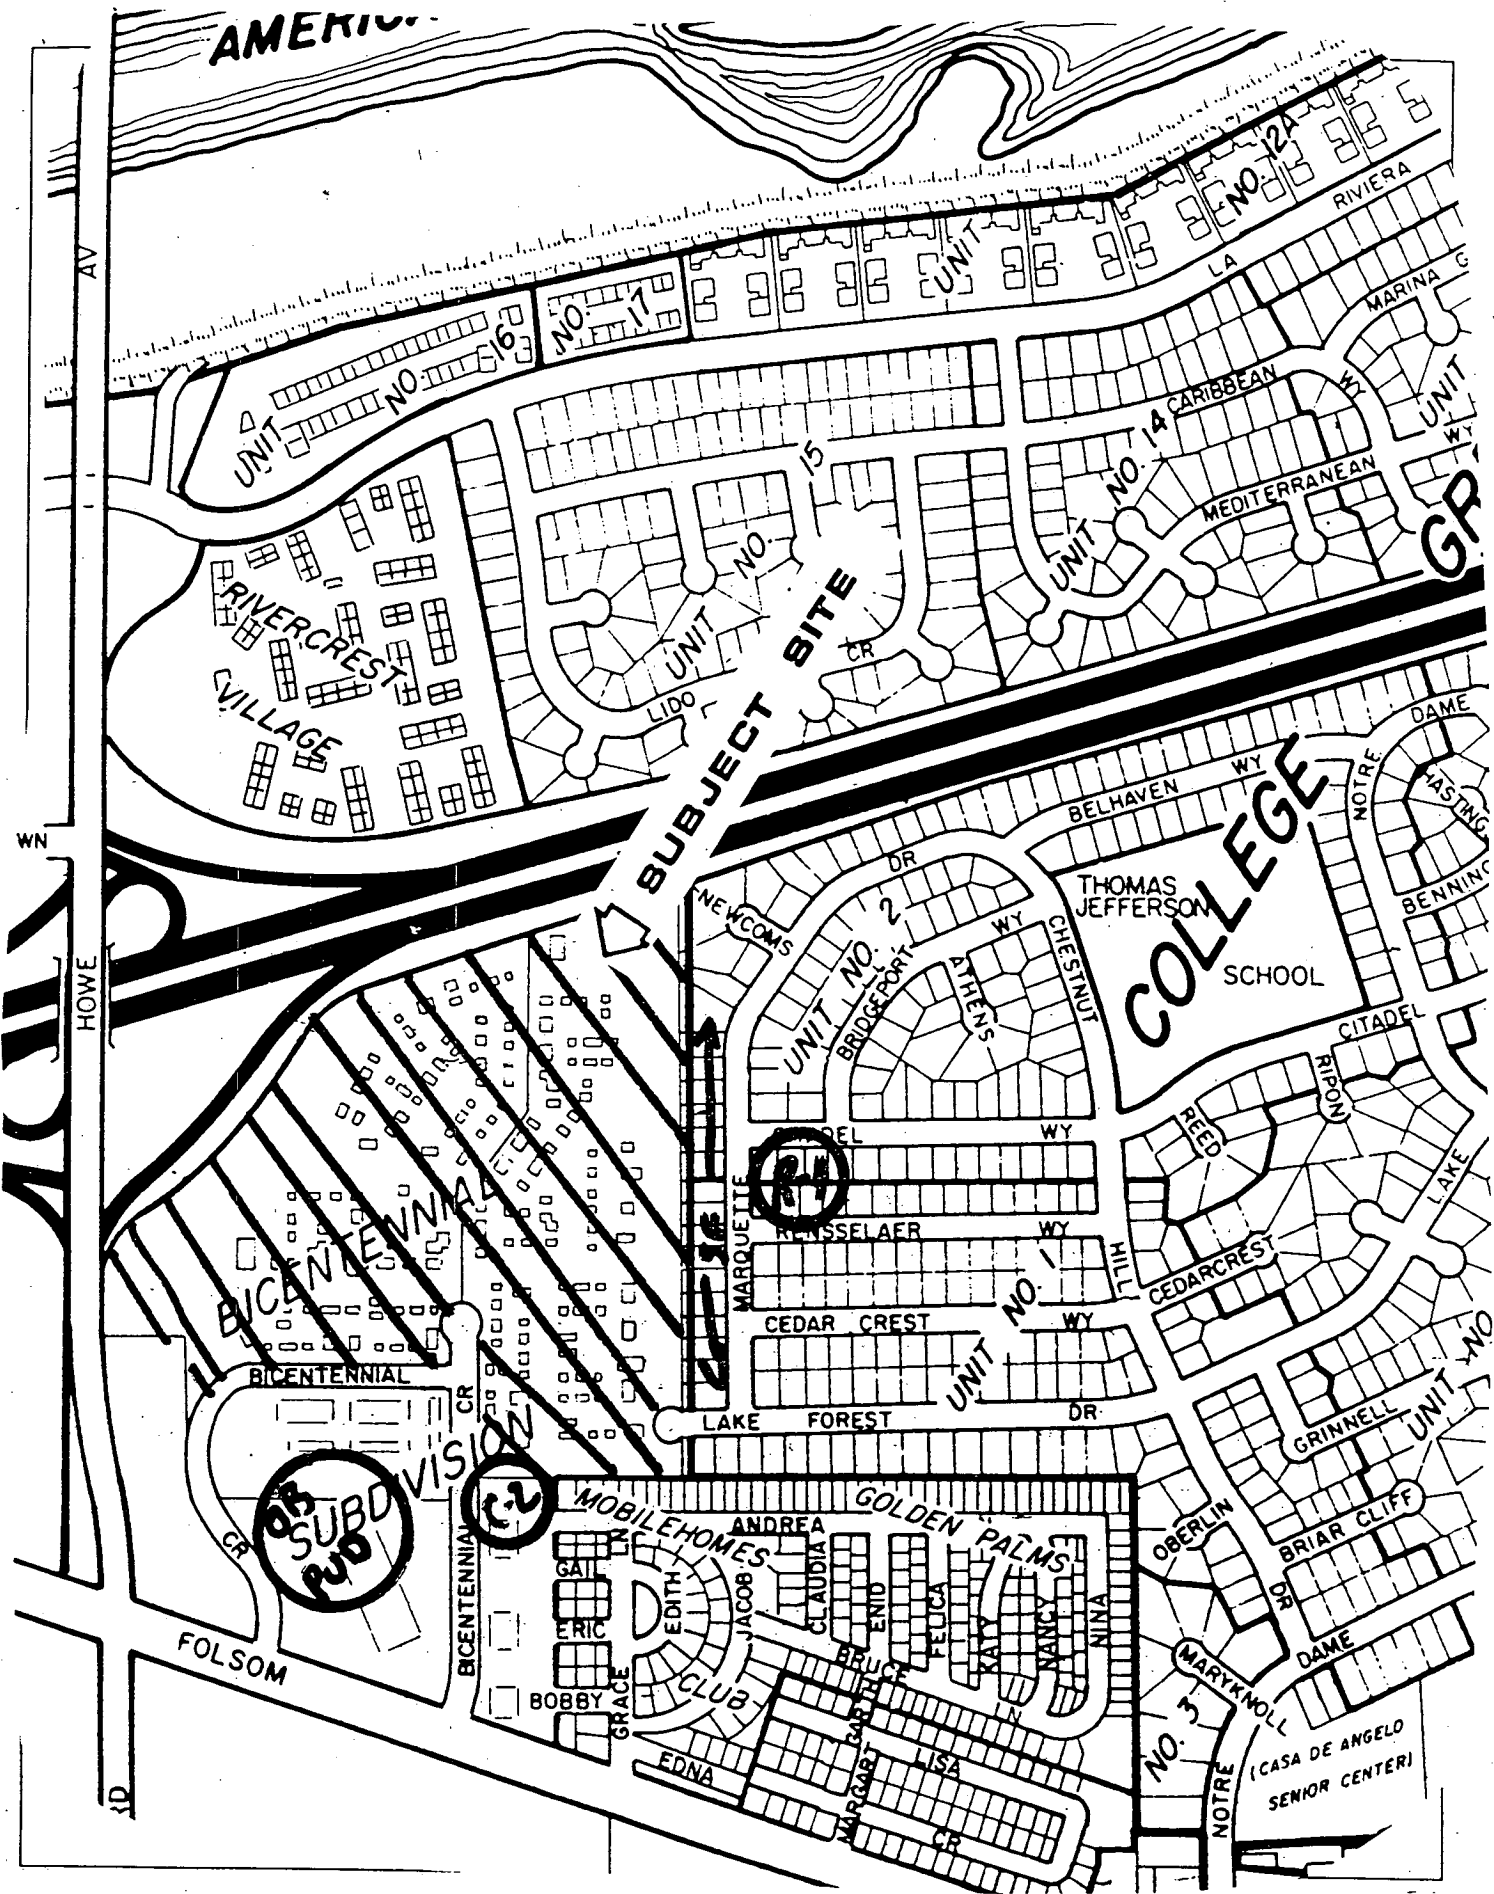 AV
UNIT NO. 12A
RIVIERA
LA
MARINA
UNIT NO. 16
NO. 17
UNIT
CARIBBEAN
WY
UNIT NO. 14
WY
MEDITERRANEAN
UNIT NO. 15
RIVERCREST
VILLAGE
LIDO
CR
SUBJECT SITE
DAME
NOTRE
BELHAVEN WY
COLLEGE
WN
HOWE
DR
NEWCOMS
THOMAS
JEFFERSON
SCHOOL
UNIT NO. 2
BRIDGEPORT
WY
ATHENS
CHESTNUT
HILL
BENNING
CITADEL
RIPON
REED
LAKE
WY
R-1
MARQUETTE
RENSSELAER WY
CEDARCREST
UNIT NO. 1
CEDAR CREST WY
BICENTENNIAL
SUBDIVISION
BICENTENNIAL
CR
LAKE FOREST DR
GRINNELL
UNIT
OB
PUD
C-2
CR
BICENTENNIAL
FOLSOM
RD
MOBILEHOMES
GOLDEN PALMS
CLUB
ANDREA
LN
GAIL
ERIC
BOBBY
GRACE
EDITH
JACOB
CLAUDIA
ENID
FELICA
KATY
NANCY
NINA
BRUCE
LN
GARTH
LISA
EDNA
MARGART
CR
OBERLIN
BRIAR CLIFF
DR
DAME
MARYKNOLL
NO. 3
NOTRE
(CASA DE ANGELO
SENIOR CENTER)